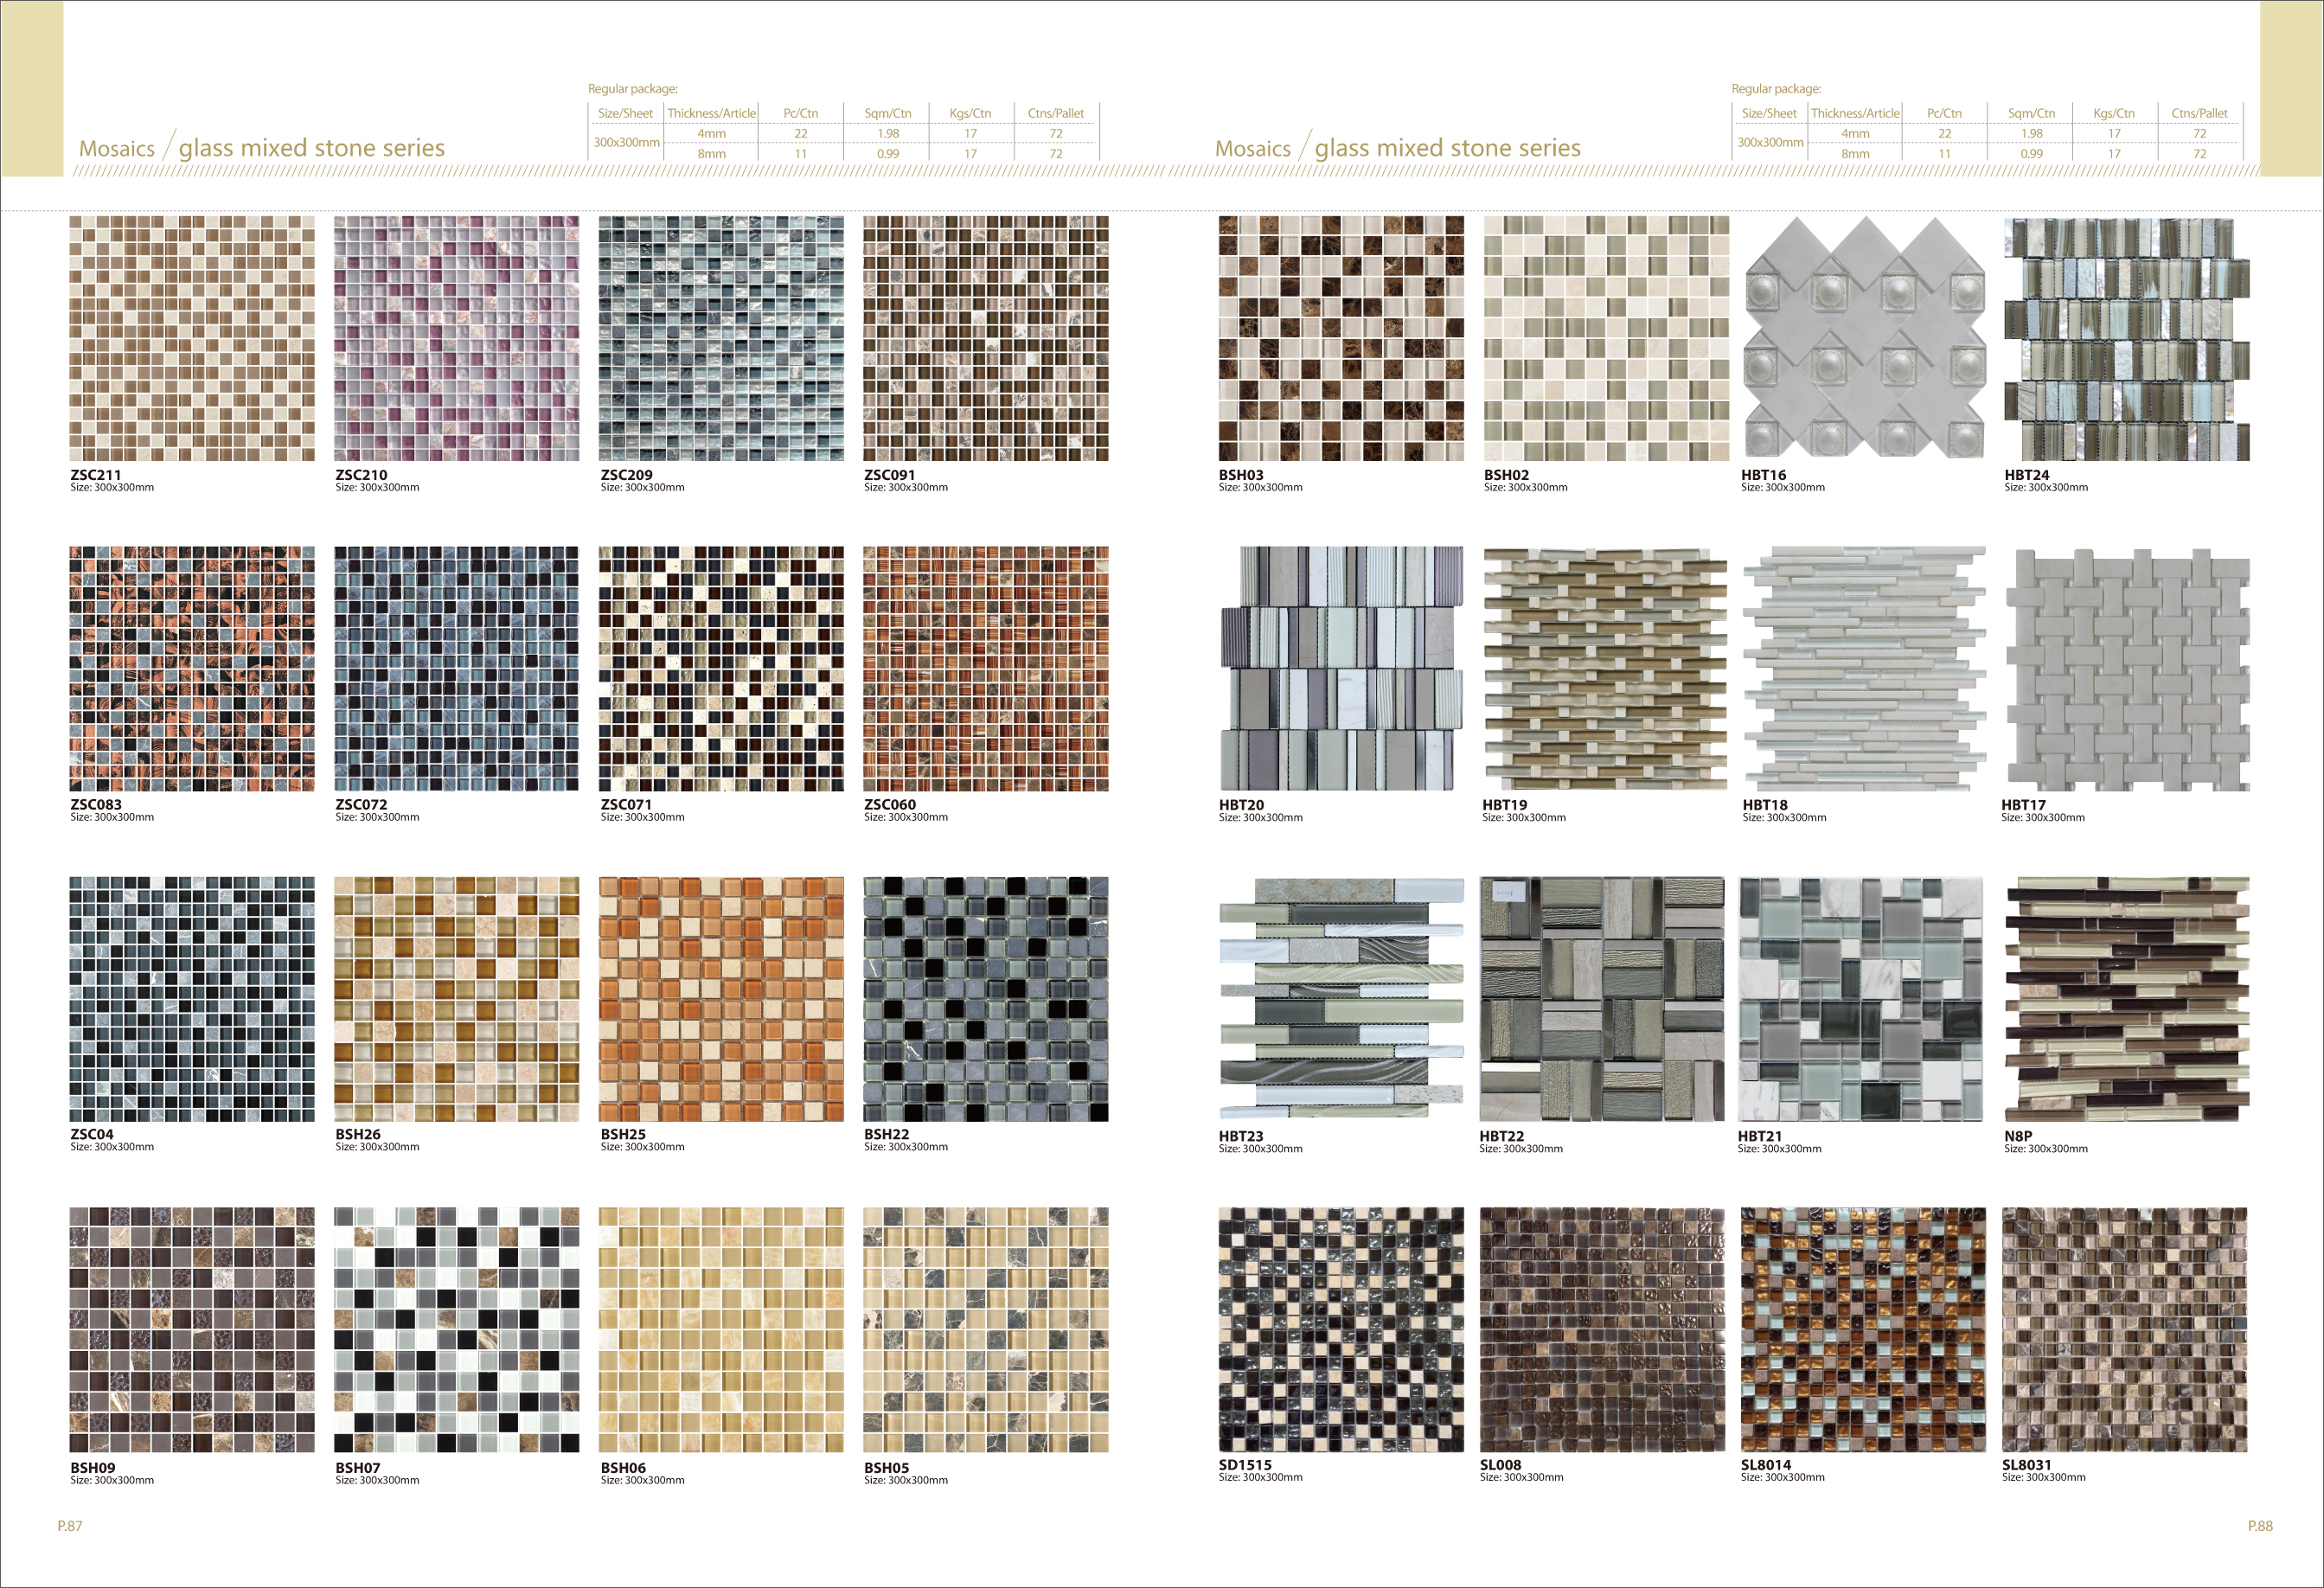 Mosaics / glass mixed stone series
Regular package:
Size/Sheet Thickness/Article Pc/Ctn Sqm/Ctn Kgs/Ctn Ctns/Pallet
300x300mm
4mm 22 1.98 17 72
8mm 11 0.99 17 72
ZSC211
Size: 300x300mm
ZSC210
Size: 300x300mm
ZSC209
Size: 300x300mm
ZSC091
Size: 300x300mm
ZSC083
Size: 300x300mm
ZSC072
Size: 300x300mm
ZSC071
Size: 300x300mm
ZSC060
Size: 300x300mm
ZSC04
Size: 300x300mm
BSH26
Size: 300x300mm
BSH25
Size: 300x300mm
BSH22
Size: 300x300mm
BSH09
Size: 300x300mm
BSH07
Size: 300x300mm
BSH06
Size: 300x300mm
BSH05
Size: 300x300mm
P.87
Mosaics / glass mixed stone series
Regular package:
Size/Sheet Thickness/Article Pc/Ctn Sqm/Ctn Kgs/Ctn Ctns/Pallet
300x300mm
4mm 22 1.98 17 72
8mm 11 0.99 17 72
BSH03
Size: 300x300mm
BSH02
Size: 300x300mm
HBT16
Size: 300x300mm
HBT24
Size: 300x300mm
HBT20
Size: 300x300mm
HBT19
Size: 300x300mm
HBT18
Size: 300x300mm
HBT17
Size: 300x300mm
HBT23
Size: 300x300mm
HBT22
Size: 300x300mm
HBT21
Size: 300x300mm
N8P
Size: 300x300mm
SD1515
Size: 300x300mm
SL008
Size: 300x300mm
SL8014
Size: 300x300mm
SL8031
Size: 300x300mm
P.88